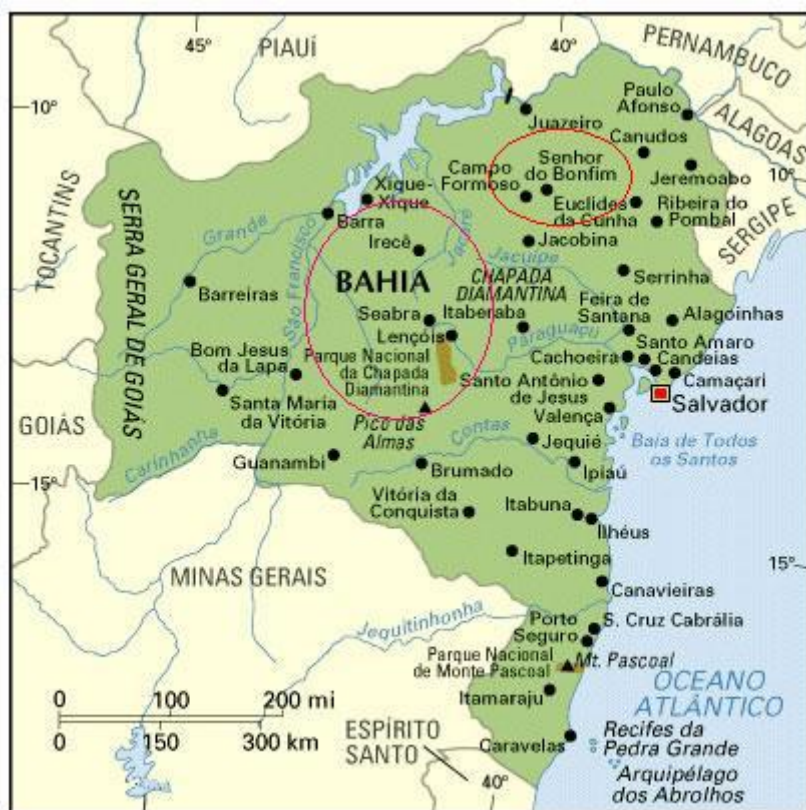 45°
PIAUÍ
40°
PERNAMBUCO
10°
Paulo
Afonso
ALAGOAS
Juazeiro
Canudos
Senhor
do Bonfim
Campo
Formoso
Jeremoabo
10°
Xique-
Xique
Euclides
da Cunha
Ribeira do
Pombal
SERGIPE
TOCANTINS
SERRA GERAL DE GOIÁS
Grande
Barra
São Francisco
Irecê
Jacaré
Jacobina
Jacuípe
BAHIA
CHAPADA
DIAMANTINA
Serrinha
Barreiras
Seabra
Itaberaba
Feira de
Santana
Alagoinhas
Lençóis
Paraguaçu
Santo Amaro
Bom Jesus
da Lapa
Parque Nacional
da Chapada
Diamantina
Cachoeira
Candeias
Santo Antônio
de Jesus
Camaçari
Santa Maria
da Vitória
Valença
Salvador
GOIÁS
Pico das
Almas
Contas
Jequié
Baía de Todos
os Santos
Carinhanha
Guanambi
Brumado
Ipiaú
15°
Vitória da
Conquista
Itabuna
Ilhéus
Itapetinga
15°
MINAS GERAIS
Canavieiras
Jequitinhonha
Porto
Seguro
S. Cruz Cabrália
Parque Nacional
de Monte Pascoal
Mt. Pascoal
OCEANO
ATLÂNTICO
0 100 200 mi
0 150 300 km
Itamaraju
ESPÍRITO
SANTO
Caravelas
Recifes da
Pedra Grande
40°
Arquipélago
dos Abrolhos